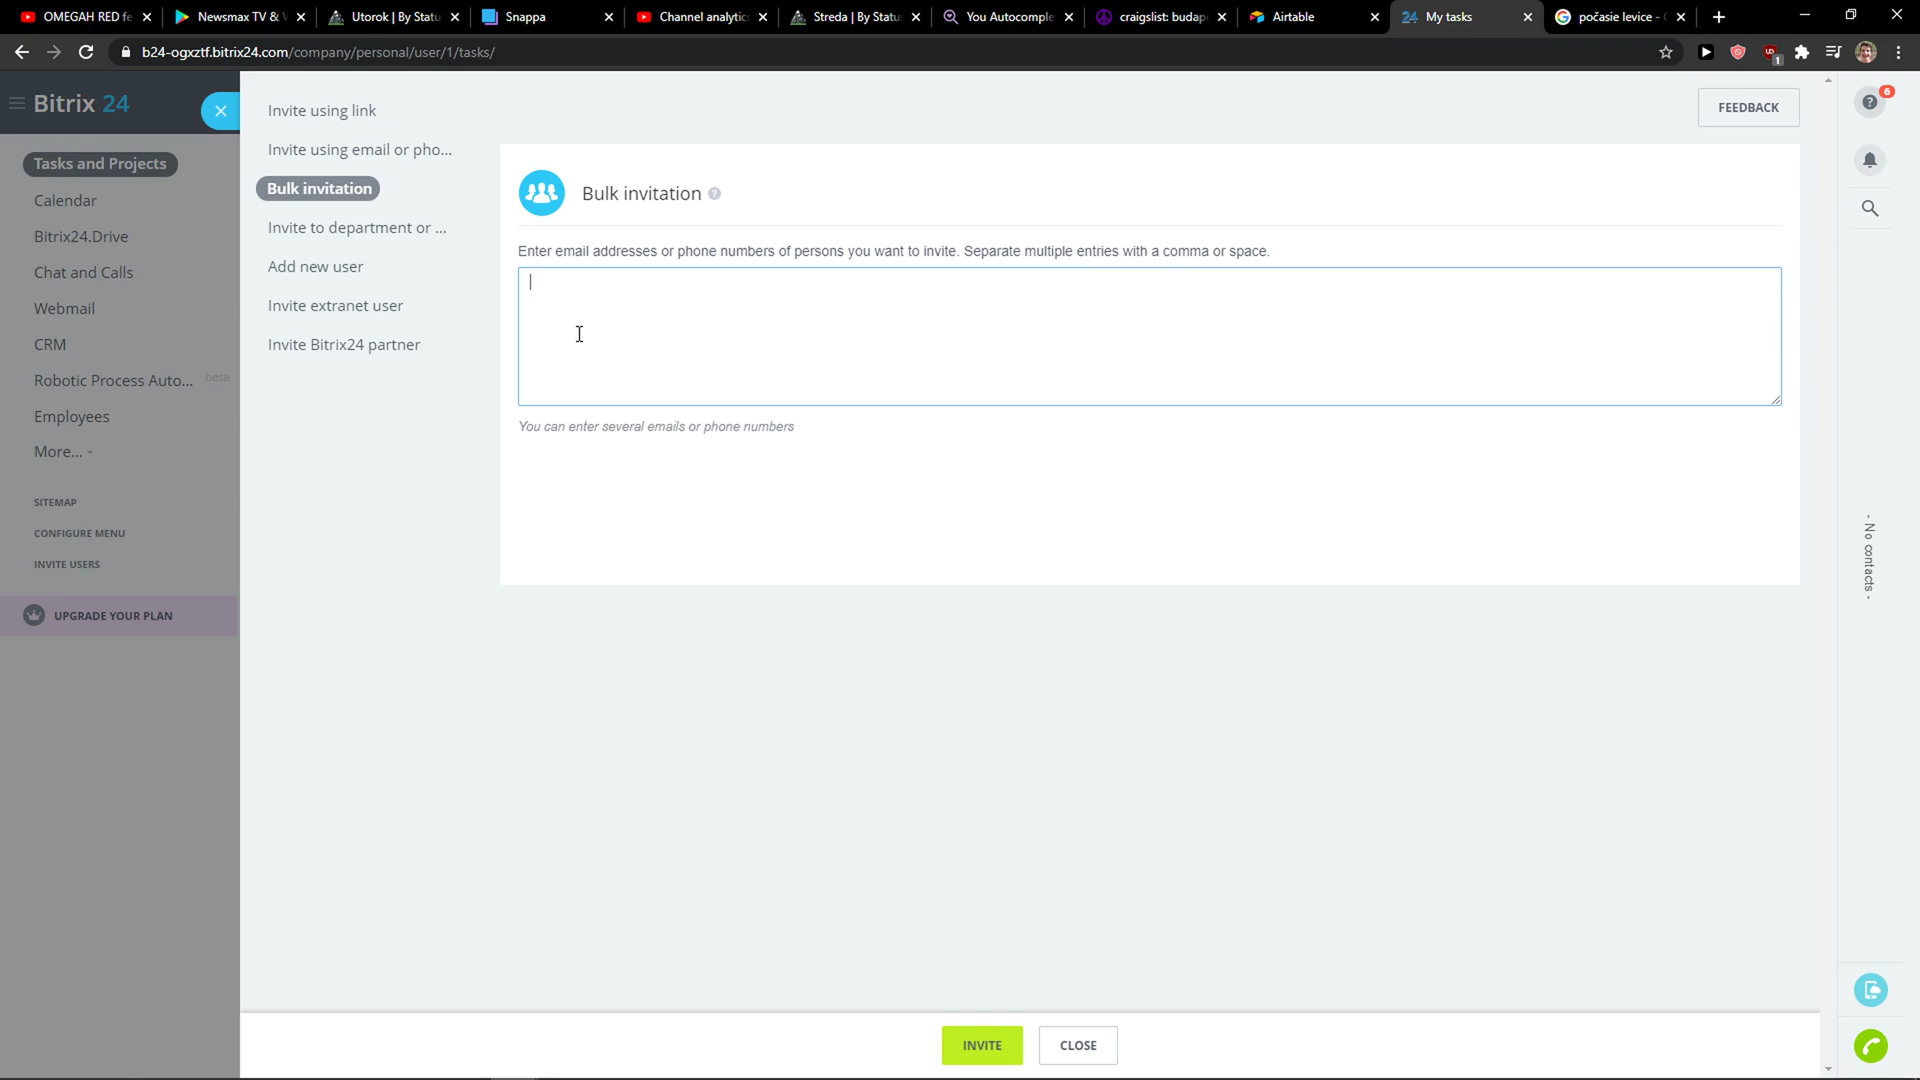 OMEGAH RED fe
Newsmax TV & V
Utorok | By Statu
Snappa
Channel analytic
Streda | By Status
You Autocomple
craigslist: budap
Airtable
My tasks
počasie levice -
b24-ogxztf.bitrix24.com/company/personal/user/1/tasks/
1
Bitrix 24
Tasks and Projects
Calendar
Bitrix24.Drive
Chat and Calls
Webmail
CRM
Robotic Process Auto... beta
Employees
More...
SITEMAP
CONFIGURE MENU
INVITE USERS
UPGRADE YOUR PLAN
Invite using link
Invite using email or pho...
Bulk invitation
Invite to department or ...
Add new user
Invite extranet user
Invite Bitrix24 partner
FEEDBACK
Bulk invitation ?
Enter email addresses or phone numbers of persons you want to invite. Separate multiple entries with a comma or space.
You can enter several emails or phone numbers
INVITE
CLOSE
6
- No contacts -